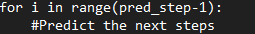 for i in range(pred_step-1):
    #Predict the next steps